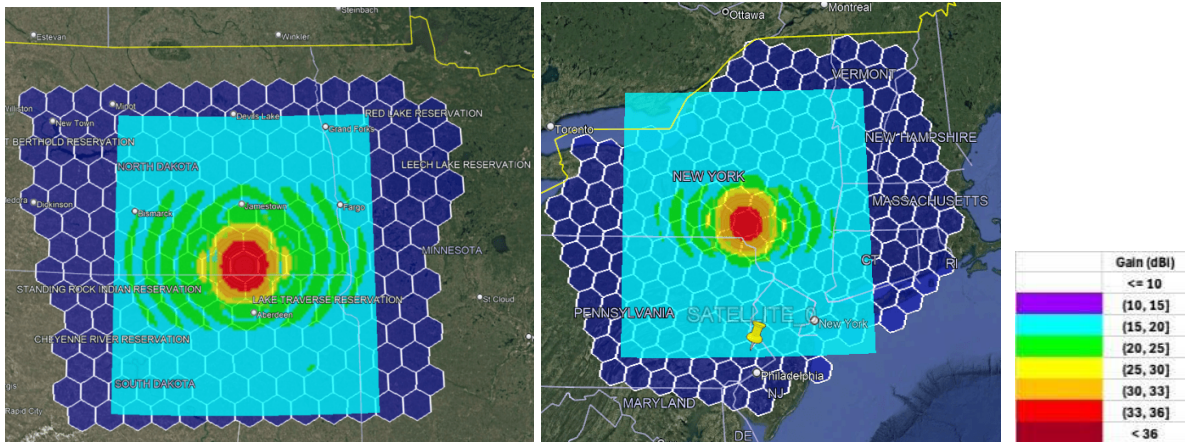 Steinbach
Estevan
Winkler
Williston
Minot
New Town
Devils Lake
RED LAKE RESERVATION
Grand Forks
T BERTHOLD RESERVATION
NORTH DAKOTA
LEECH LAKE RESERVATION
Dickinson
Bismarck
Jamestown
Fargo
MINNESOTA
STANDING ROCK INDIAN RESERVATION
LAKE TRAVERSE RESERVATION
St Cloud
Aberdeen
CHEYENNE RIVER RESERVATION
SOUTH DAKOTA
Rapid City
Ottawa
Montreal
VERMONT
Toronto
NEW HAMPSHIRE
NEW YORK
MASSACHUSETTS
CT
RI
PENNSYLVANIA
SATELLITE_
New York
Philadelphia
MARYLAND
NJ
DE
Gain (dBi)
<= 10
(10, 15]
(15, 20]
(20, 25]
(25, 30]
(30, 33]
(33, 36]
< 36